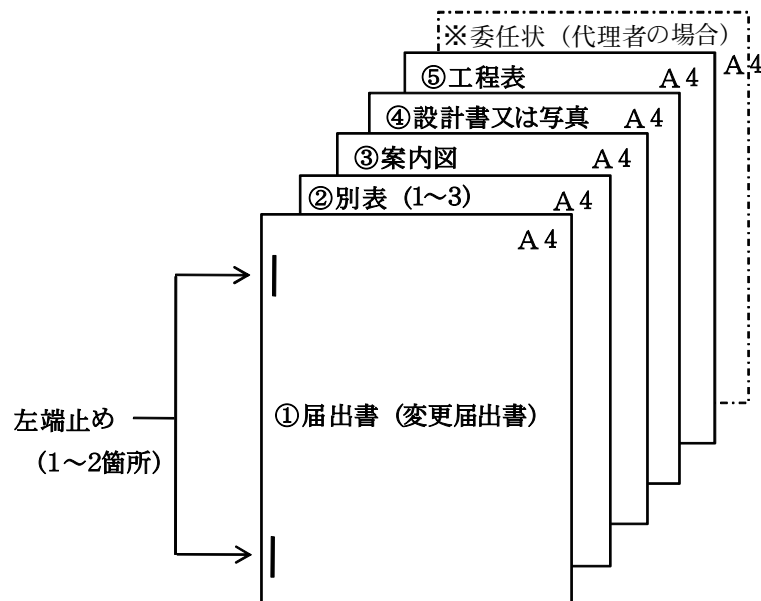 ※委任状（代理者の場合）
A4
⑤工程表 A4
④設計書又は写真 A4
③案内図 A4
②別表（1～3） A4
A4
①届出書（変更届出書）
左端止め
（1～2箇所）